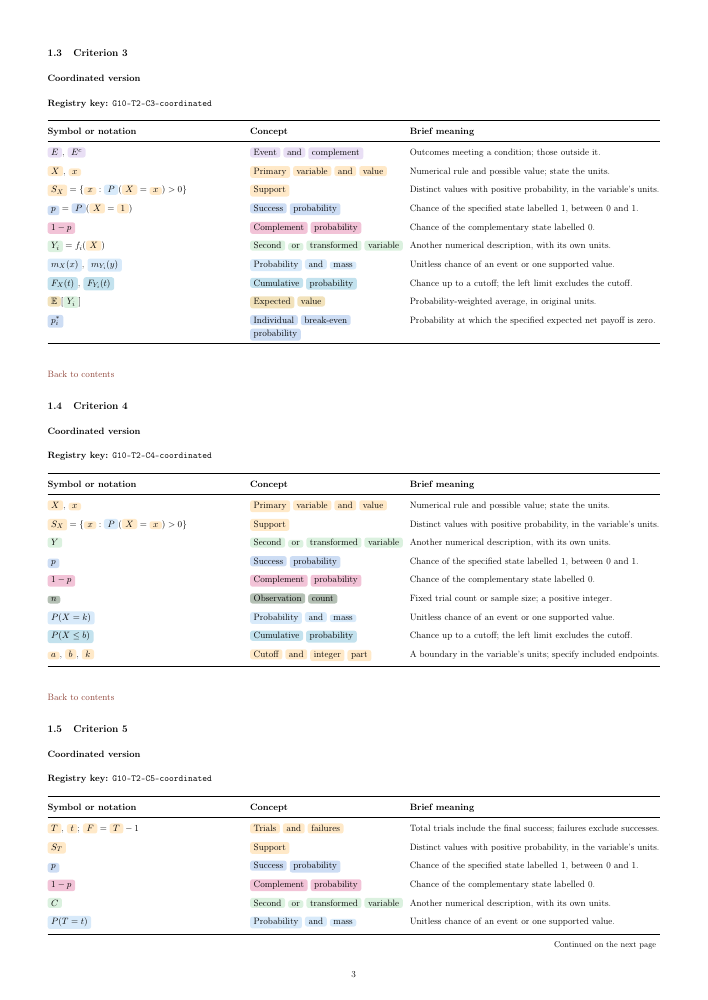 1.3 Criterion 3
Coordinated version
Registry key: G10-T2-C3-coordinated
Symbol or notation Concept Brief meaning
E, Eᶜ Event and complement Outcomes meeting a condition; those outside it.
X, x Primary variable and value Numerical rule and possible value; state the units.
S_X = {x : P(X = x) > 0} Support Distinct values with positive probability, in the variable's units.
p = P(X = 1) Success probability Chance of the specified state labelled 1, between 0 and 1.
1 − p Complement probability Chance of the complementary state labelled 0.
Y_i = f_i(X) Second or transformed variable Another numerical description, with its own units.
m_X(x), m_{Y_i}(y) Probability and mass Unitless chance of an event or one supported value.
F_X(t), F_{Y_i}(t) Cumulative probability Chance up to a cutoff; the left limit excludes the cutoff.
𝔼[Y_i] Expected value Probability-weighted average, in original units.
p_i^* Individual break-even Probability at which the specified expected net payoff is zero.
probability
Back to contents
1.4 Criterion 4
Coordinated version
Registry key: G10-T2-C4-coordinated
Symbol or notation Concept Brief meaning
X, x Primary variable and value Numerical rule and possible value; state the units.
S_X = {x : P(X = x) > 0} Support Distinct values with positive probability, in the variable's units.
Y Second or transformed variable Another numerical description, with its own units.
p Success probability Chance of the specified state labelled 1, between 0 and 1.
1 − p Complement probability Chance of the complementary state labelled 0.
n Observation count Fixed trial count or sample size; a positive integer.
P(X = k) Probability and mass Unitless chance of an event or one supported value.
P(X ≤ b) Cumulative probability Chance up to a cutoff; the left limit excludes the cutoff.
a, b, k Cutoff and integer part A boundary in the variable's units; specify included endpoints.
Back to contents
1.5 Criterion 5
Coordinated version
Registry key: G10-T2-C5-coordinated
Symbol or notation Concept Brief meaning
T, t; F = T − 1 Trials and failures Total trials include the final success; failures exclude successes.
S_T Support Distinct values with positive probability, in the variable's units.
p Success probability Chance of the specified state labelled 1, between 0 and 1.
1 − p Complement probability Chance of the complementary state labelled 0.
C Second or transformed variable Another numerical description, with its own units.
P(T = t) Probability and mass Unitless chance of an event or one supported value.
Continued on the next page
3